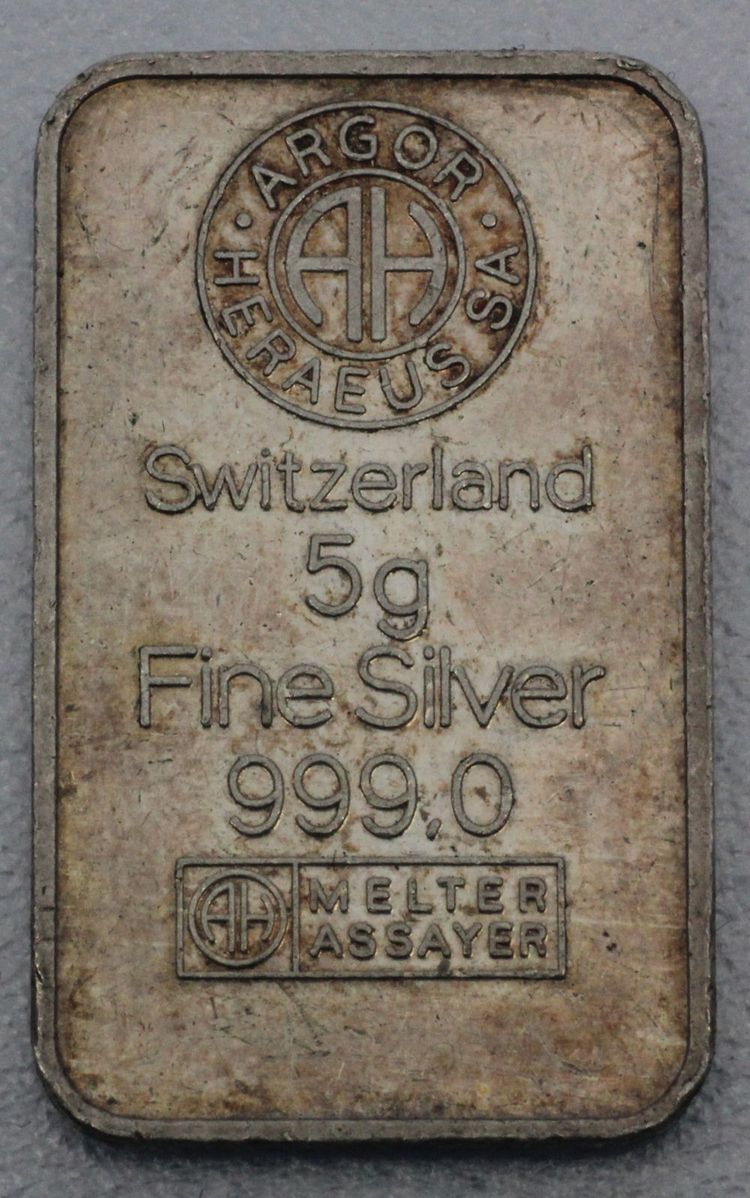 ARGOR
HERAEUS SA
AH
Switzerland
5g
Fine Silver
999,0
AH
MELTER
ASSAYER